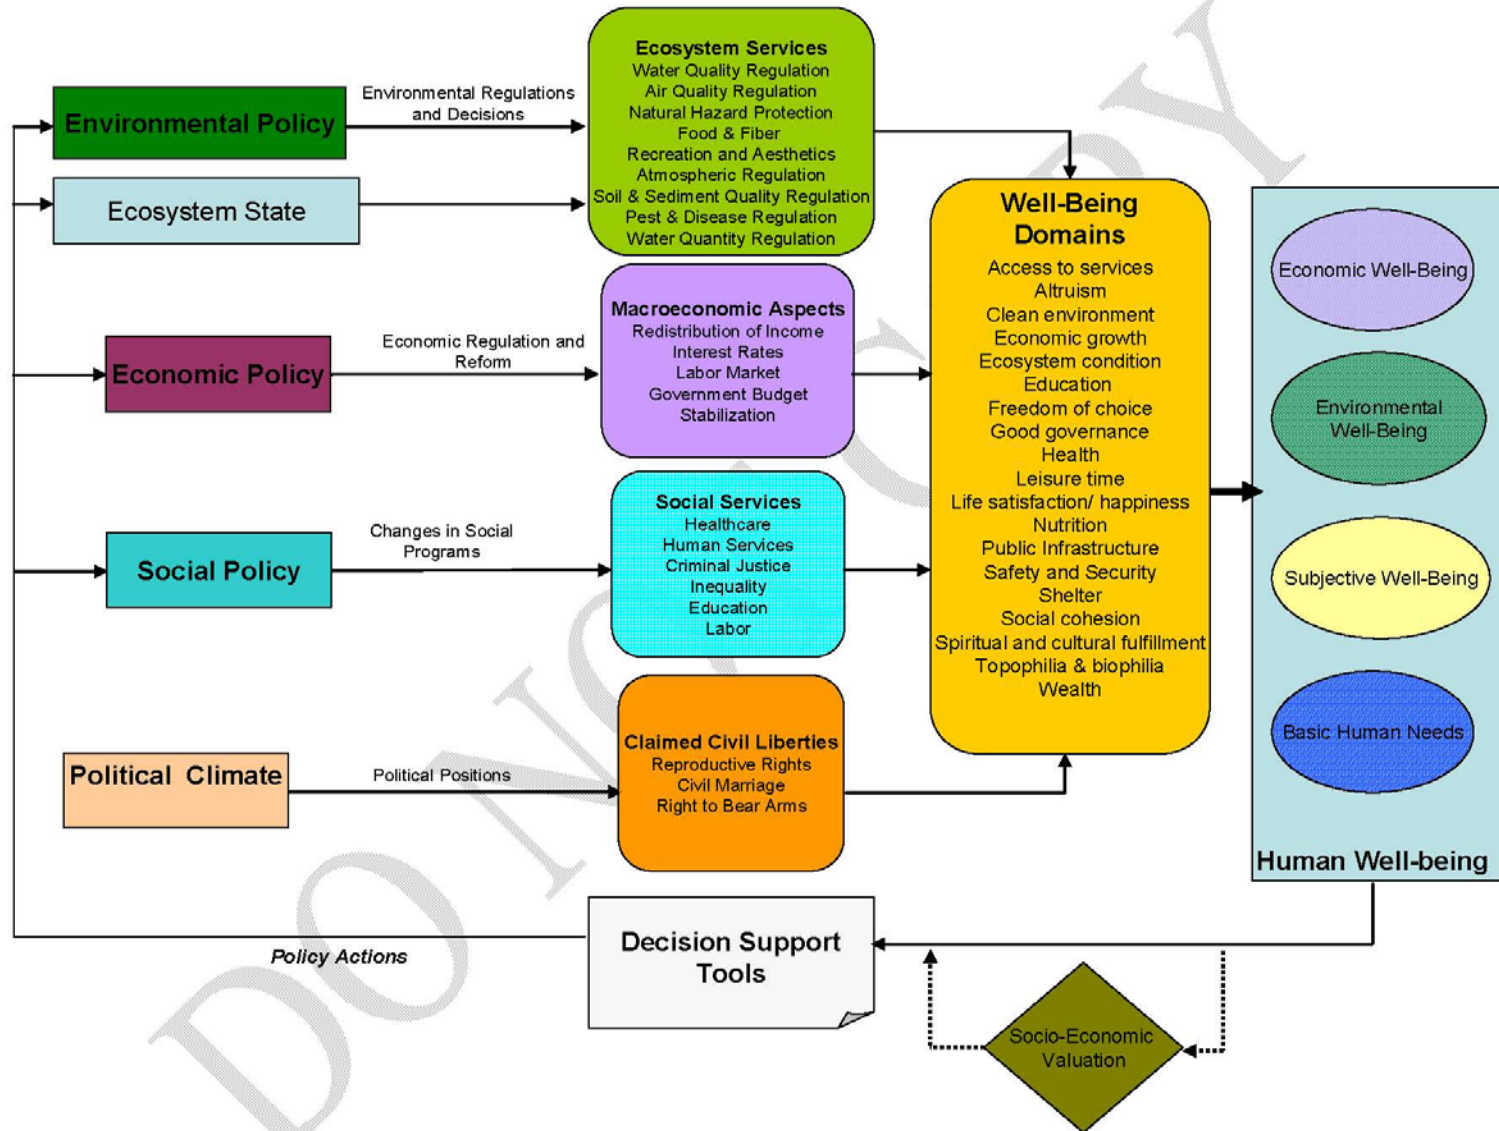 Environmental Policy
Environmental Regulations
and Decisions
Ecosystem State
Ecosystem Services
Water Quality Regulation
Air Quality Regulation
Natural Hazard Protection
Food & Fiber
Recreation and Aesthetics
Atmospheric Regulation
Soil & Sediment Quality Regulation
Pest & Disease Regulation
Water Quantity Regulation
Economic Policy
Economic Regulation and
Reform
Macroeconomic Aspects
Redistribution of Income
Interest Rates
Labor Market
Government Budget
Stabilization
Social Policy
Changes in Social
Programs
Social Services
Healthcare
Human Services
Criminal Justice
Inequality
Education
Labor
Political Climate
Political Positions
Claimed Civil Liberties
Reproductive Rights
Civil Marriage
Right to Bear Arms
Well-Being
Domains
Access to services
Altruism
Clean environment
Economic growth
Ecosystem condition
Education
Freedom of choice
Good governance
Health
Leisure time
Life satisfaction/ happiness
Nutrition
Public Infrastructure
Safety and Security
Shelter
Social cohesion
Spiritual and cultural fulfillment
Topophilia & biophilia
Wealth
Economic Well-Being
Environmental
Well-Being
Subjective Well-Being
Basic Human Needs
Human Well-being
Policy Actions
Decision Support
Tools
Socio-Economic
Valuation